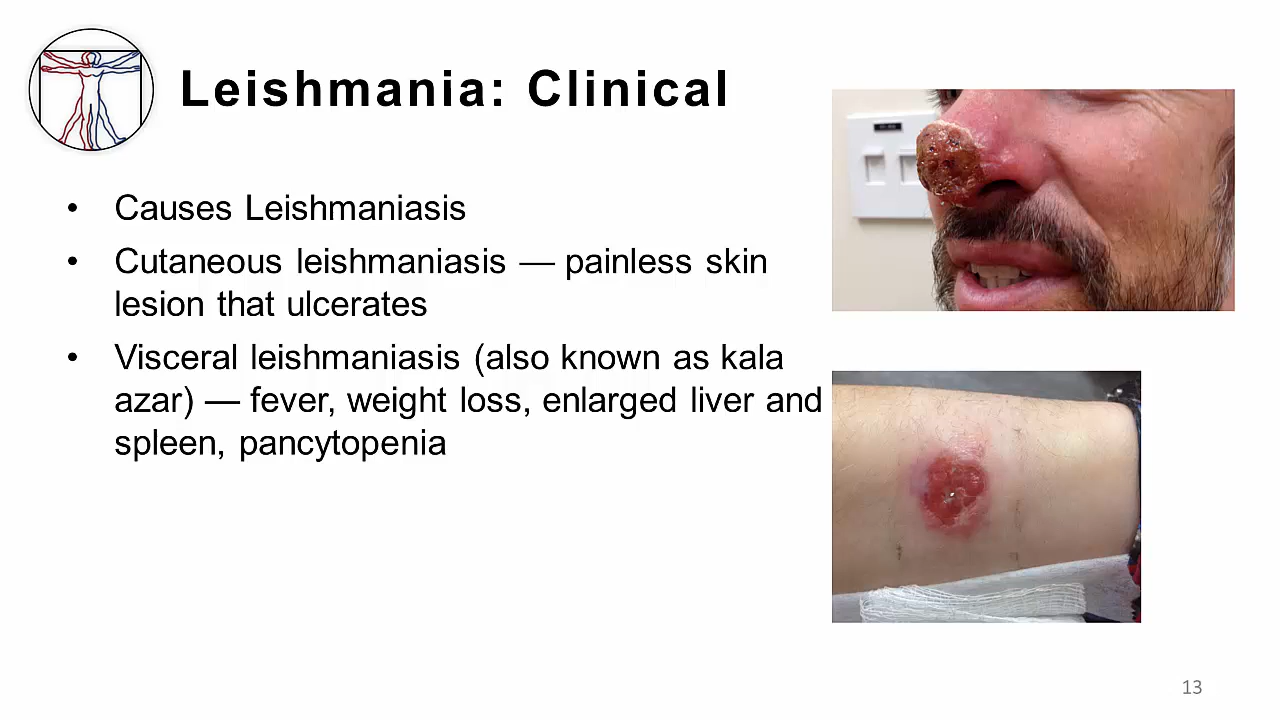 Leishmania: Clinical
• Causes Leishmaniasis
• Cutaneous leishmaniasis — painless skin
lesion that ulcerates
• Visceral leishmaniasis (also known as kala
azar) — fever, weight loss, enlarged liver and
spleen, pancytopenia
13